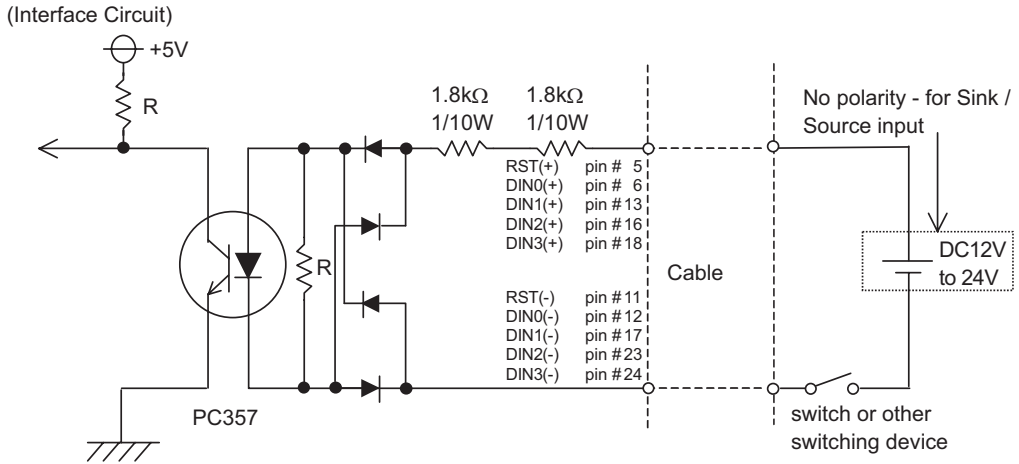 (Interface Circuit)
+5V
R
1.8kΩ
1/10W
1.8kΩ
1/10W
No polarity - for Sink /
Source input
RST(+) pin # 5
DIN0(+) pin # 6
DIN1(+) pin #13
DIN2(+) pin #16
DIN3(+) pin #18
R
Cable
DC12V
to 24V
RST(-) pin #11
DIN0(-) pin #12
DIN1(-) pin #17
DIN2(-) pin #23
DIN3(-) pin #24
PC357
switch or other
switching device